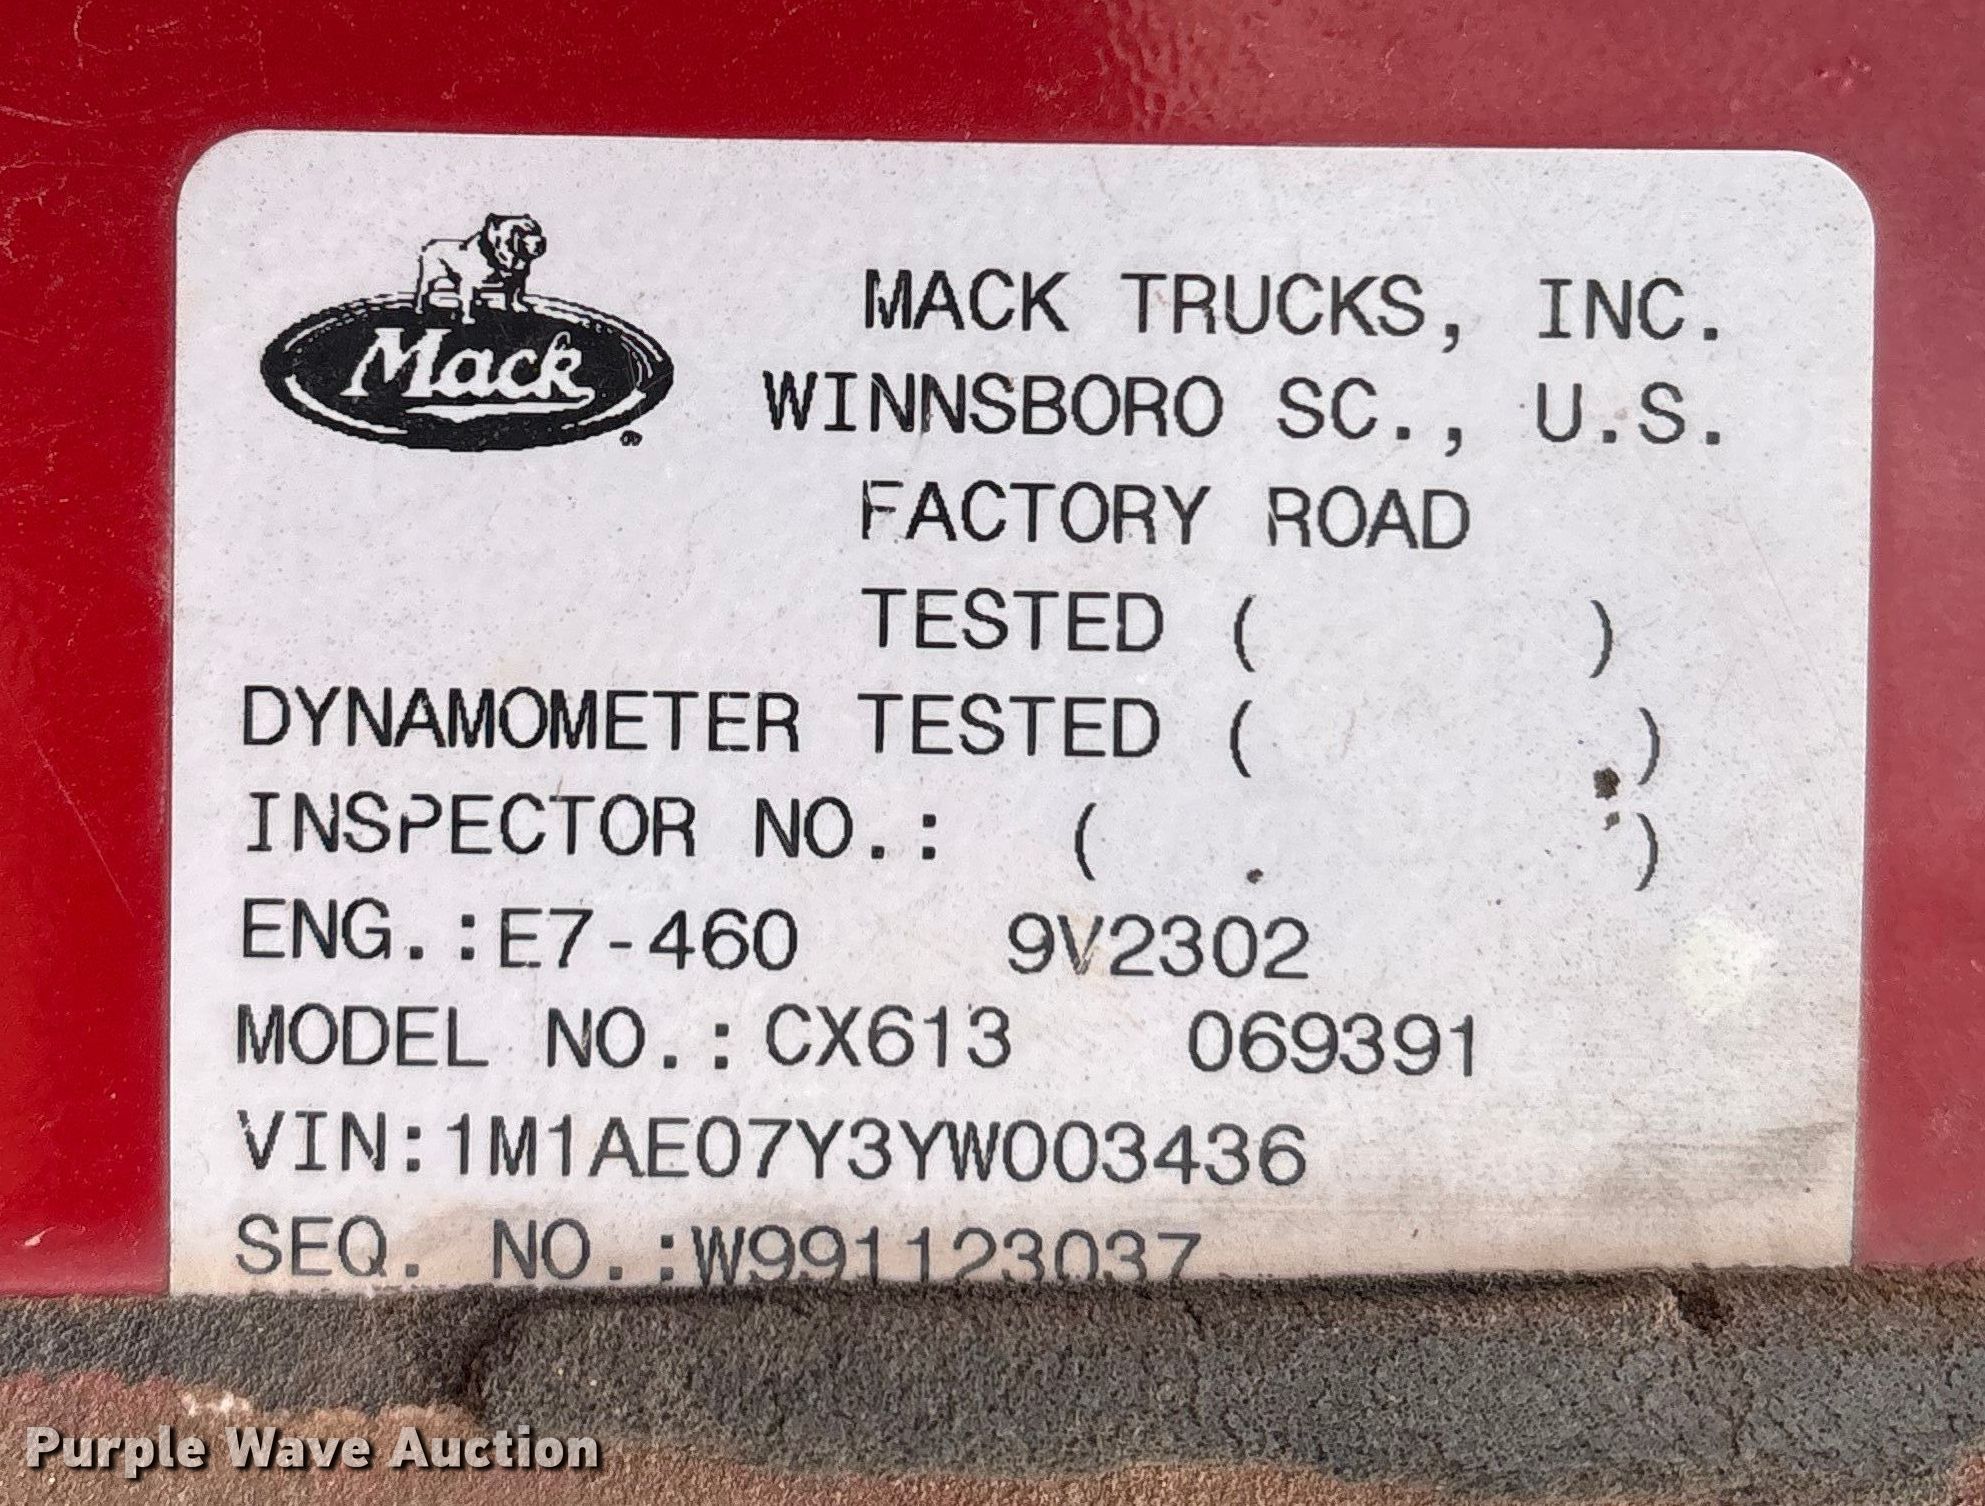 Mack
MACK TRUCKS, INC.
WINNSBORO SC., U.S.
FACTORY ROAD
TESTED ( )
DYNAMOMETER TESTED ( )
INSPECTOR NO.: ( )
ENG.:E7-460 9V2302
MODEL NO.:CX613 069391
VIN:1M1AE07Y3YW003436
SEQ. NO.:W991123037
Purple Wave Auction